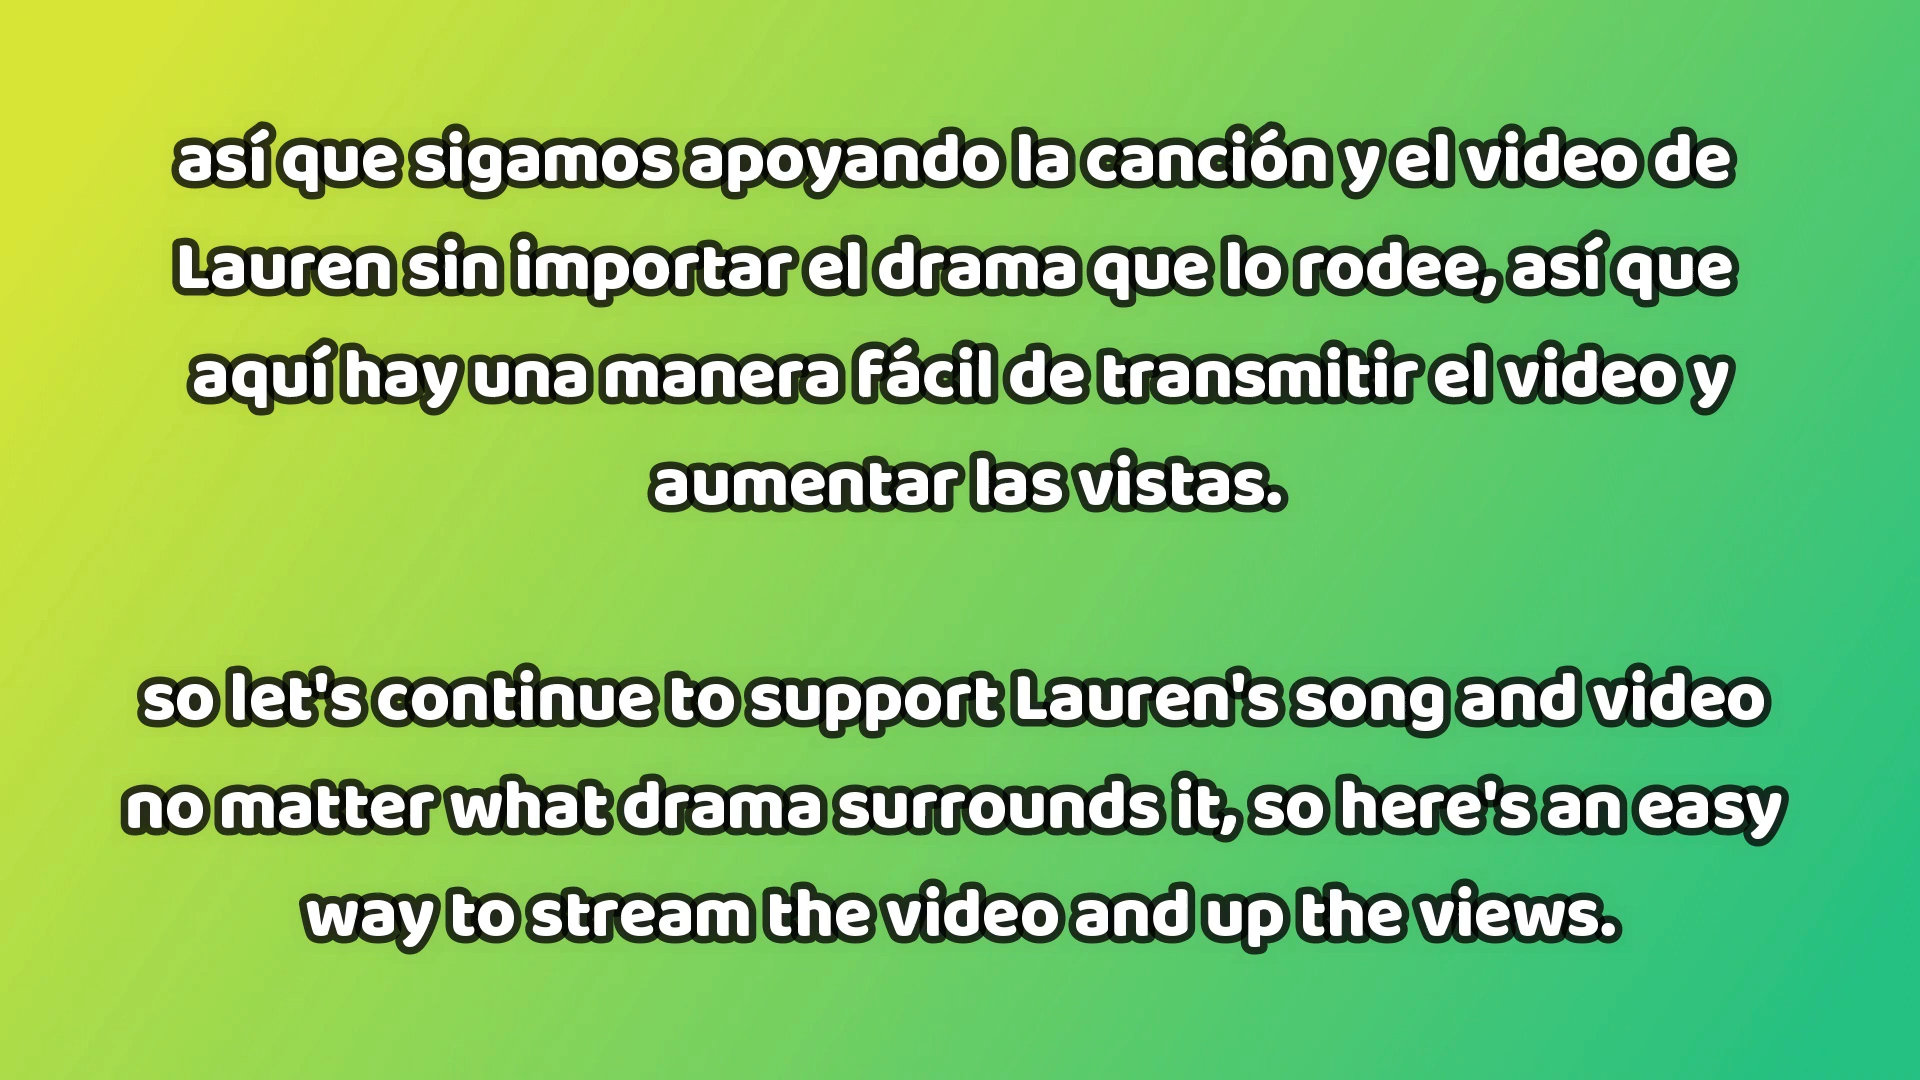 así que sigamos apoyando la canción y el video de
Lauren sin importar el drama que lo rodee, así que
aquí hay una manera fácil de transmitir el video y
aumentar las vistas.
so let's continue to support Lauren's song and video
no matter what drama surrounds it, so here's an easy
way to stream the video and up the views.